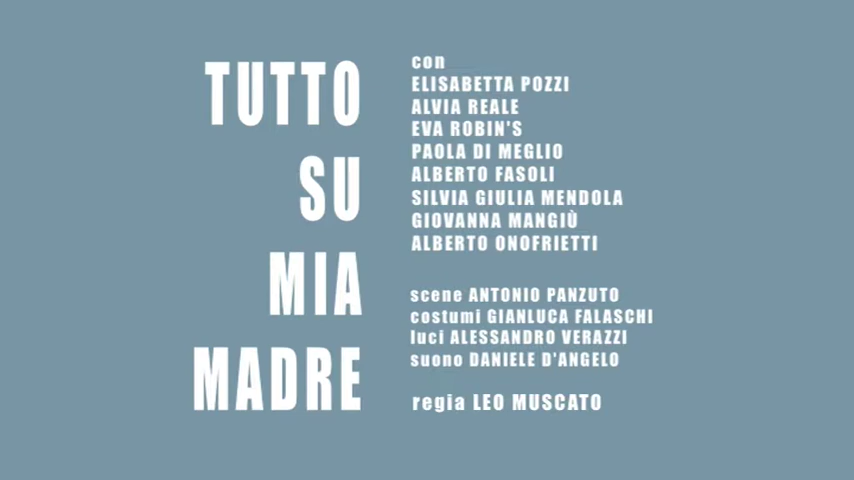 TUTTO
SU
MIA
MADRE
con
ELISABETTA POZZI
ALVIA REALE
EVA ROBIN'S
PAOLA DI MEGLIO
ALBERTO FASOLI
SILVIA GIULIA MENDOLA
GIOVANNA MANGIÙ
ALBERTO ONOFRIETTI
scene ANTONIO PANZUTO
costumi GIANLUCA FALASCHI
luci ALESSANDRO VERAZZI
suono DANIELE D'ANGELO
regia LEO MUSCATO